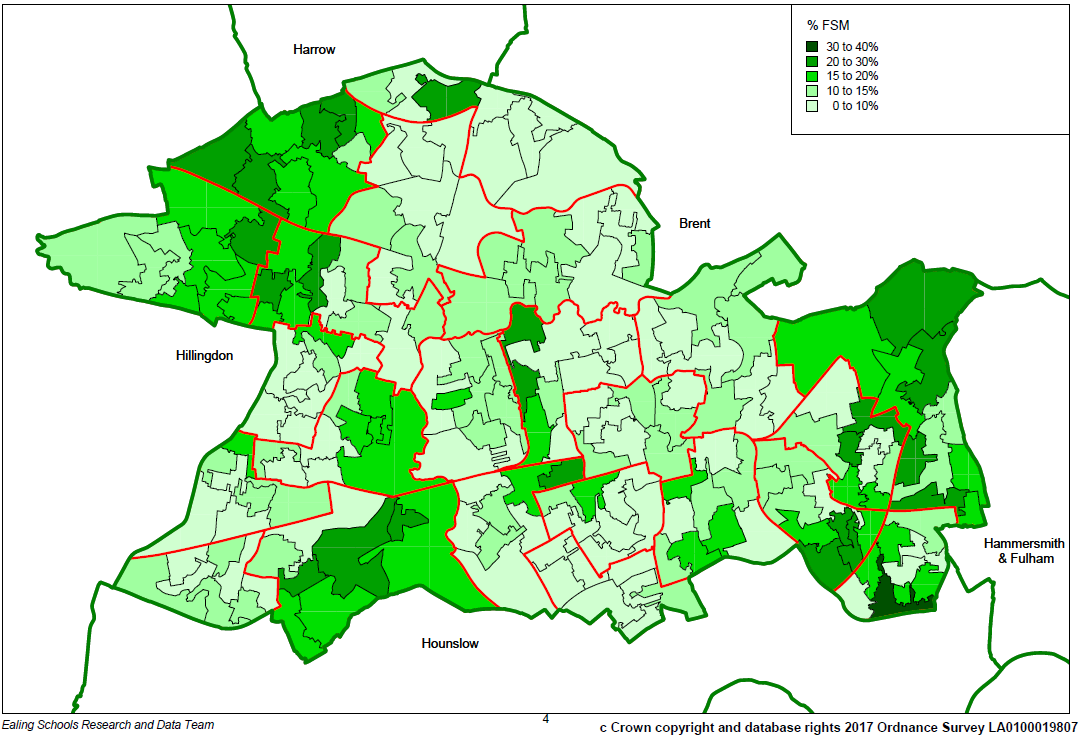 % FSM
30 to 40%
20 to 30%
15 to 20%
10 to 15%
0 to 10%
Harrow
Brent
Hillingdon
Hammersmith
& Fulham
Hounslow
4
Ealing Schools Research and Data Team
c Crown copyright and database rights 2017 Ordnance Survey LA0100019807